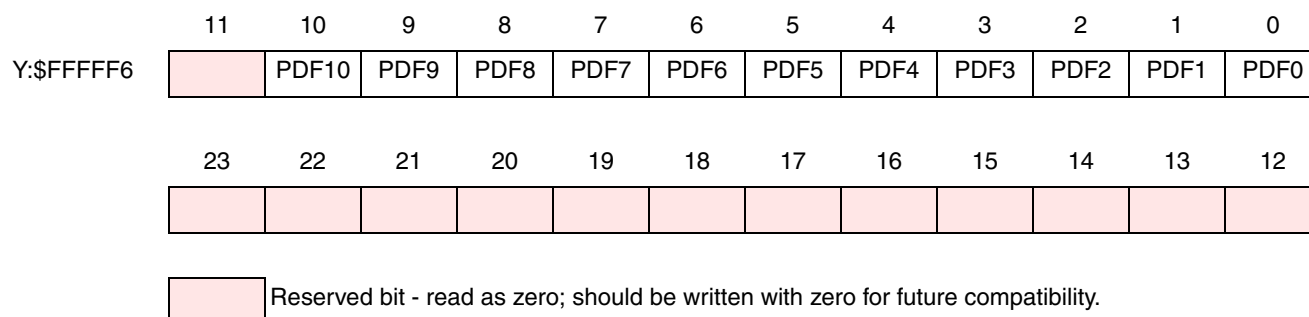 11 10 9 8 7 6 5 4 3 2 1 0
Y:$FFFFF6 PDF10 PDF9 PDF8 PDF7 PDF6 PDF5 PDF4 PDF3 PDF2 PDF1 PDF0
23 22 21 20 19 18 17 16 15 14 13 12
Reserved bit - read as zero; should be written with zero for future compatibility.